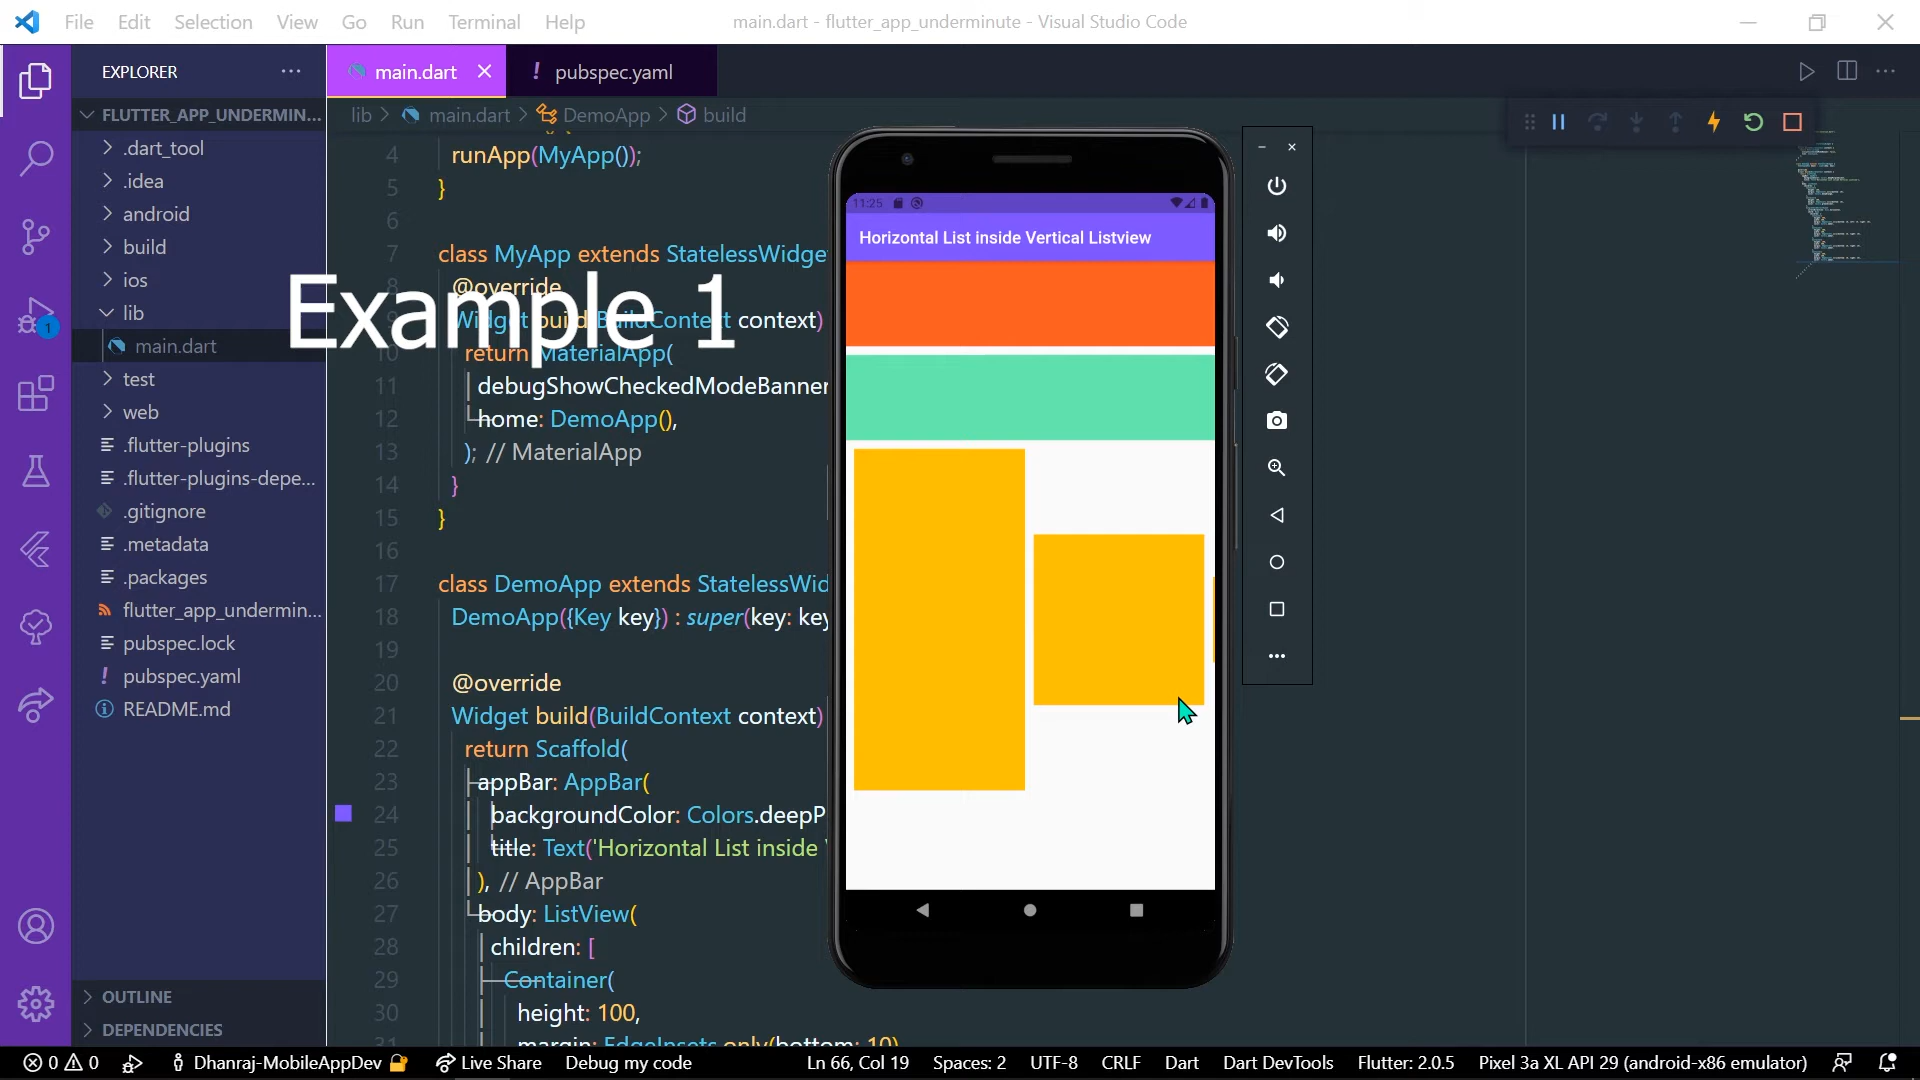 File Edit Selection View Go Run Terminal Help
main.dart - flutter_app_underminute - Visual Studio Code
EXPLORER
main.dart
! pubspec.yaml
FLUTTER_APP_UNDERMIN...
lib > main.dart > DemoApp > build
.dart_tool
.idea
android
build
ios
lib
main.dart
test
web
.flutter-plugins
.flutter-plugins-depe...
.gitignore
.metadata
.packages
flutter_app_undermin...
pubspec.lock
! pubspec.yaml
README.md
OUTLINE
DEPENDENCIES
1
4 runApp(MyApp());
5 }
6
7 class MyApp extends StatelessWidge
@override
Widget build(BuildContext context)
10 return MaterialApp(
11 debugShowCheckedModeBanner
12 home: DemoApp(),
13 ); // MaterialApp
14 }
15 }
16
17 class DemoApp extends StatelessWid
18 DemoApp({Key key}) : super(key: key
19
20 @override
21 Widget build(BuildContext context)
22 return Scaffold(
23 appBar: AppBar(
24 backgroundColor: Colors.deepP
25 title: Text('Horizontal List inside
26 ), // AppBar
27 body: ListView(
28 children: [
29 Container(
30 height: 100,
31 margin: EdgeInsets.only(bottom: 10)
Example 1
11:25
Horizontal List inside Vertical Listview
0 0 Dhanraj-MobileAppDev Live Share Debug my code Ln 66, Col 19 Spaces: 2 UTF-8 CRLF Dart Dart DevTools Flutter: 2.0.5 Pixel 3a XL API 29 (android-x86 emulator)